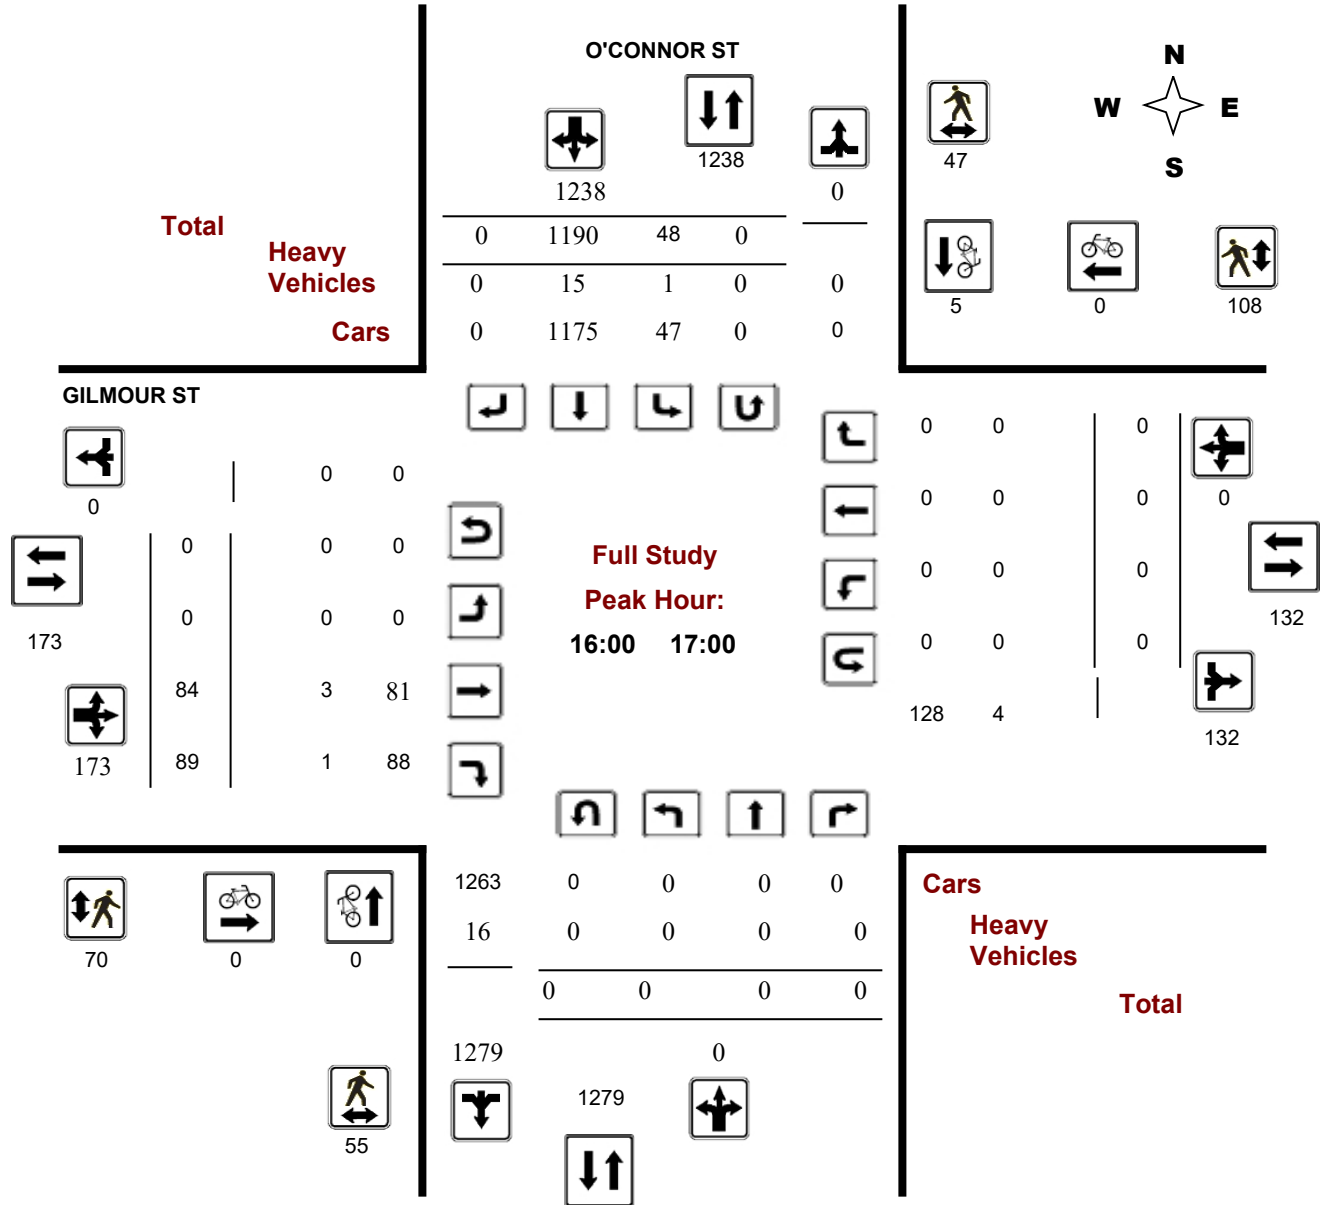 O'CONNOR ST
N
W E
S
1238
47
1238 0
Total
0 1190 48 0
Heavy
Vehicles
0 15 1 0 0
5 0 108
Cars
0 1175 47 0 0
GILMOUR ST
0 0 0
0 0
0
0 0 0 0
0 0 0
Full Study
0 0 0
Peak Hour:
0 0 0
132
173
16:00 17:00
0 0 0
84 3 81
128 4
132
173
89 1 88
1263 0 0 0 0
Cars
16 0 0 0 0
Heavy
Vehicles
70 0 0
0 0 0 0
Total
1279 0
1279
55